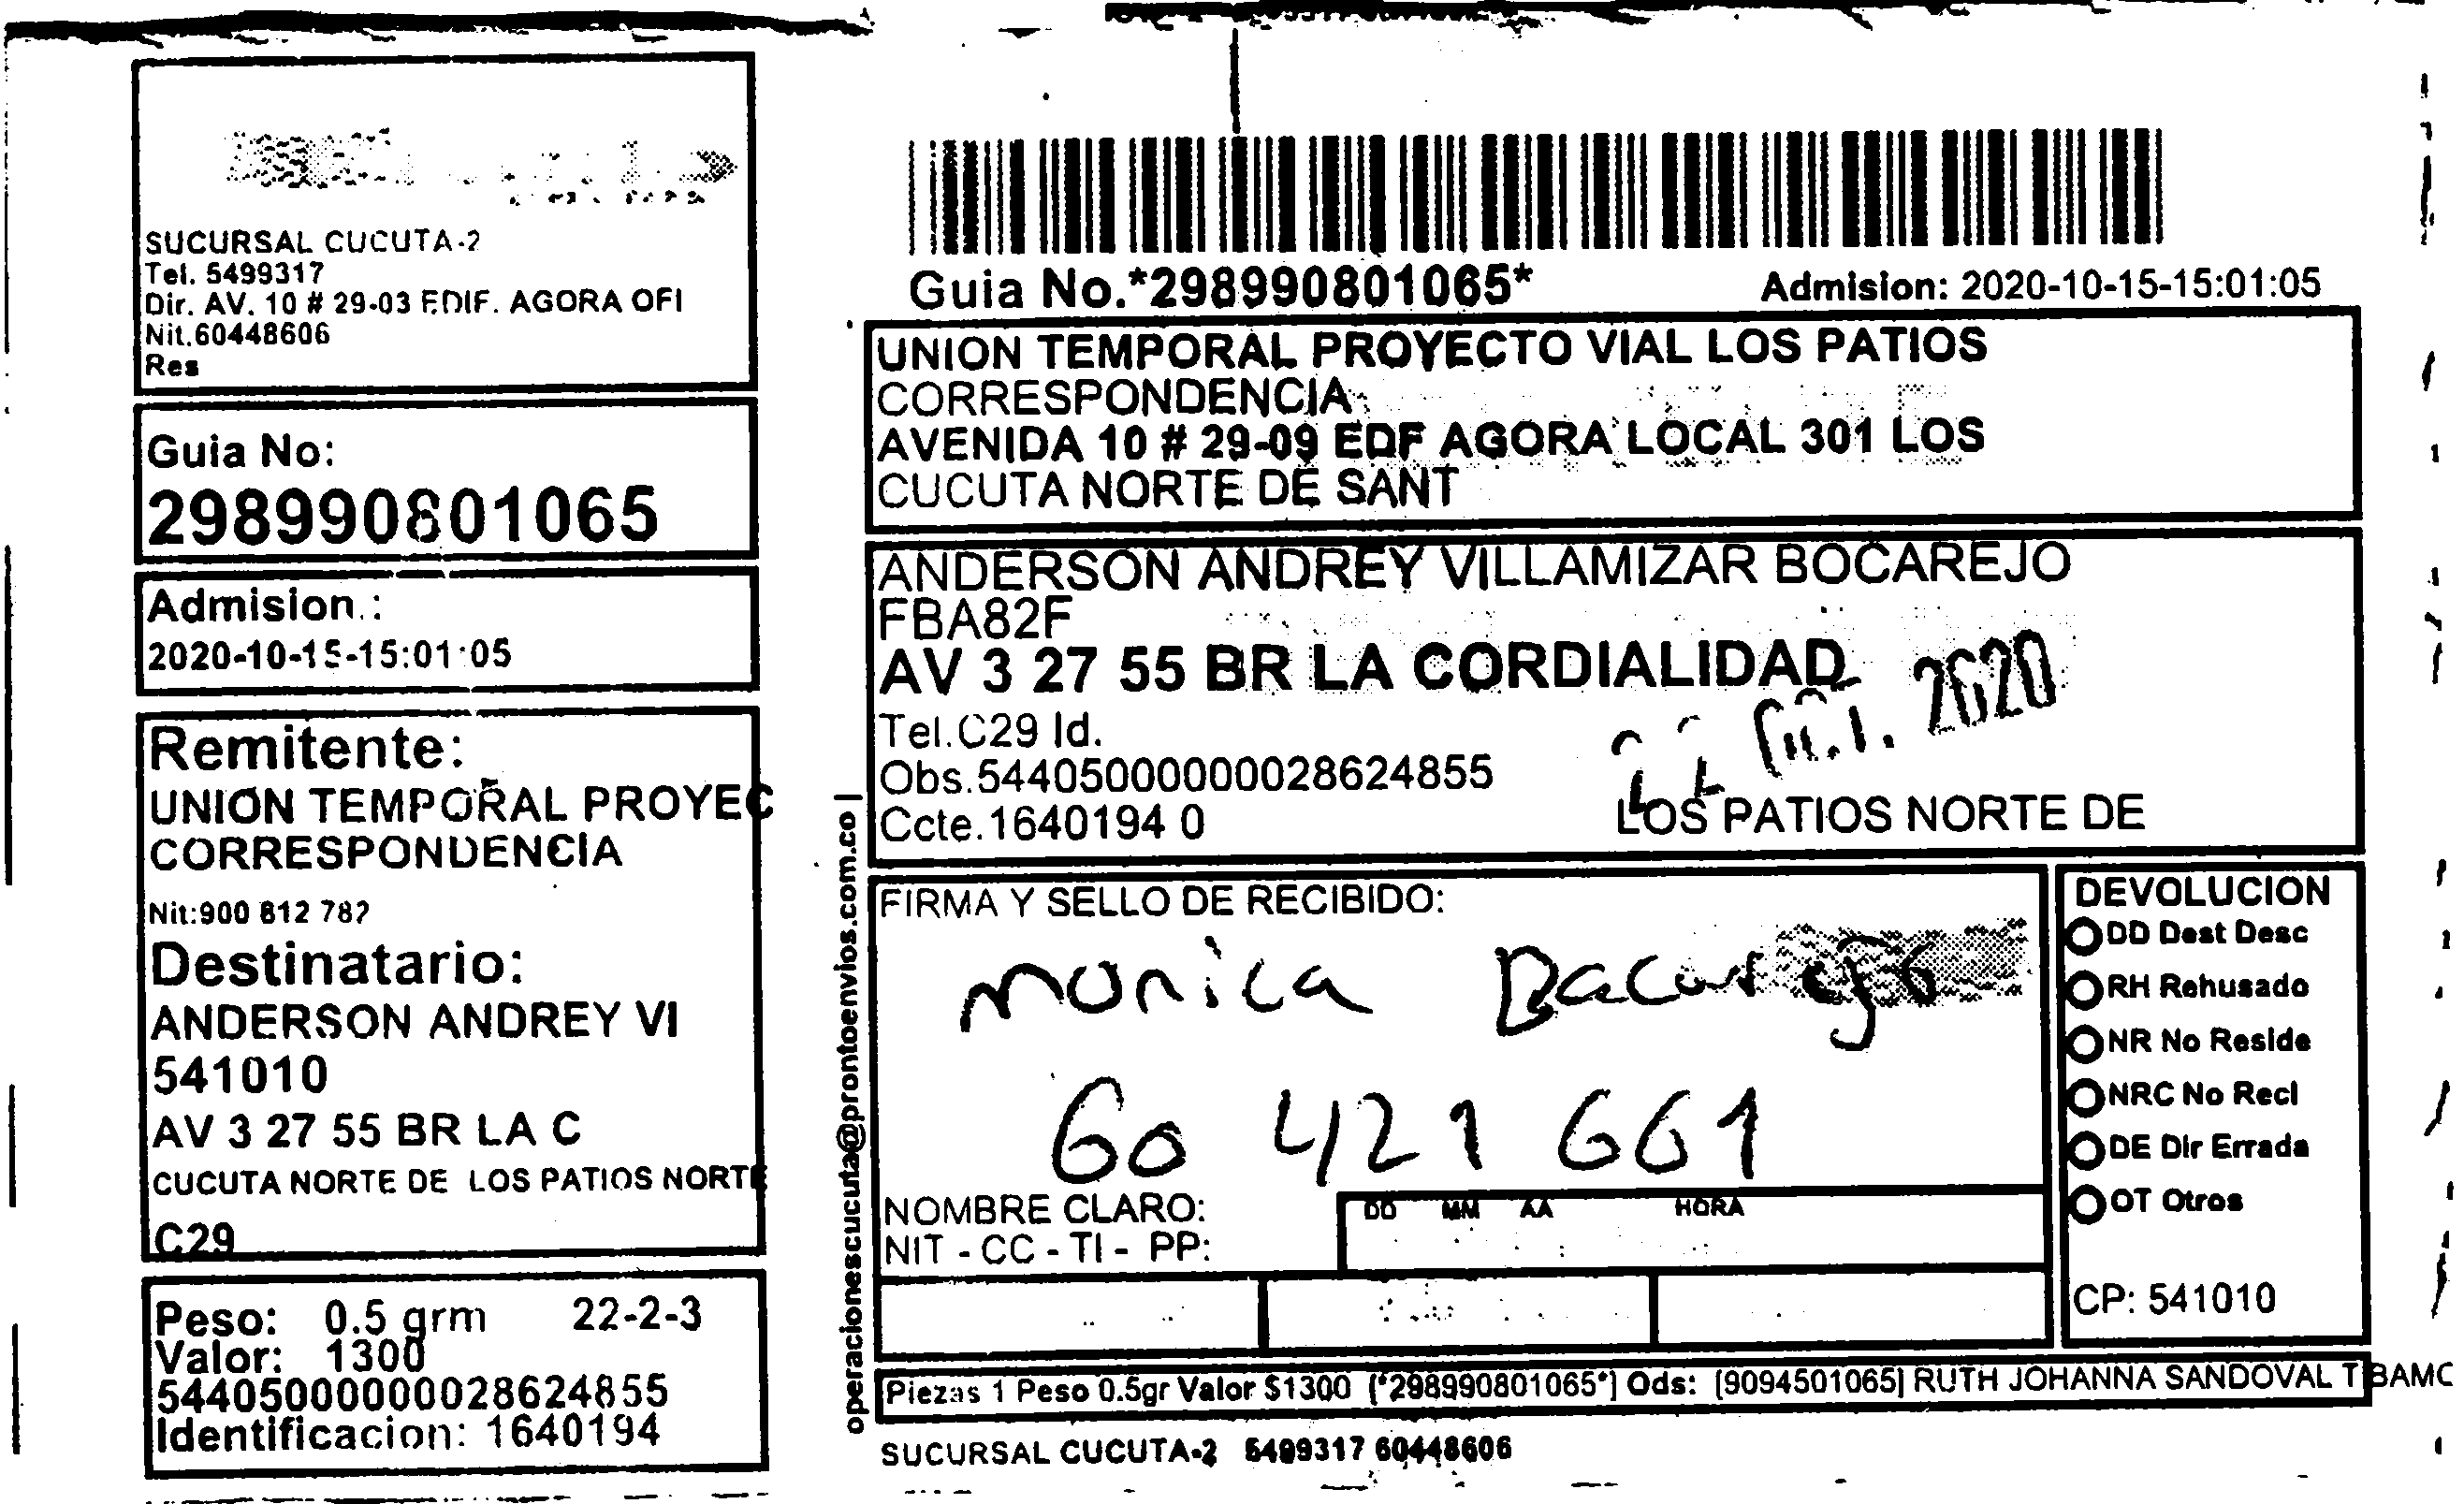 SUCURSAL CUCUTA-2
Tel. 5499317
Dir. AV. 10 # 29-03 EDIF. AGORA OFI
Nit.60448606
Res
Guia No:
298990801065
Admision.:
2020-10-15-15:01:05
Remitente:
UNION TEMPORAL PROYEC
CORRESPONDENCIA
Nit:900 812 782
Destinatario:
ANDERSON ANDREY VI
541010
AV 3 27 55 BR LA C
CUCUTA NORTE DE LOS PATIOS NORTE
C29
Peso: 0.5 grm 22-2-3
Valor: 1300
544050000000028624855
Identificacion: 1640194
operacionescucuta@prontoenvios.com.co |
Guia No.*298990801065* Admision: 2020-10-15-15:01:05
UNION TEMPORAL PROYECTO VIAL LOS PATIOS
CORRESPONDENCIA
AVENIDA 10 # 29-09 EDF AGORA LOCAL 301 LOS
CUCUTA NORTE DE SANT
ANDERSON ANDREY VILLAMIZAR BOCAREJO
FBA82F
AV 3 27 55 BR LA CORDIALIDAD
2020
Tel.C29 Id.
Obs.544050000000028624855
Ccte.1640194 0 LOS PATIOS NORTE DE
FIRMA Y SELLO DE RECIBIDO:
monica Bacarejo
60 421 661
NOMBRE CLARO:
NIT - CC - TI - PP:
DD MM AA HORA
DEVOLUCION
DD Dest Desc
RH Rehusado
NR No Reside
NRC No Recl
DE Dir Errada
OT Otros
CP: 541010
Piezas 1 Peso 0.5gr Valor $1300 [*298990801065*] Ods: [9094501065] RUTH JOHANNA SANDOVAL TIBAMO
SUCURSAL CUCUTA-2 5499317 60448606